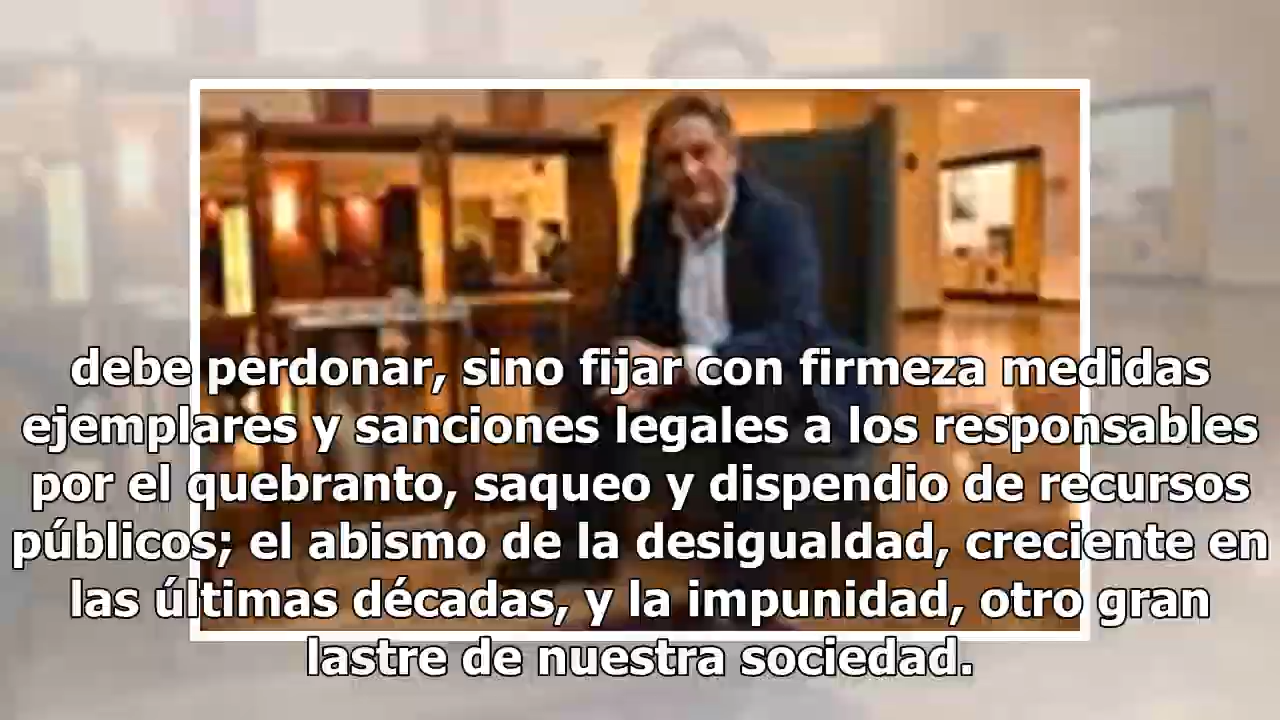 debe perdonar, sino fijar con firmeza medidas
ejemplares y sanciones legales a los responsables
por el quebranto, saqueo y dispendio de recursos
públicos; el abismo de la desigualdad, creciente en
las últimas décadas, y la impunidad, otro gran
lastre de nuestra sociedad.